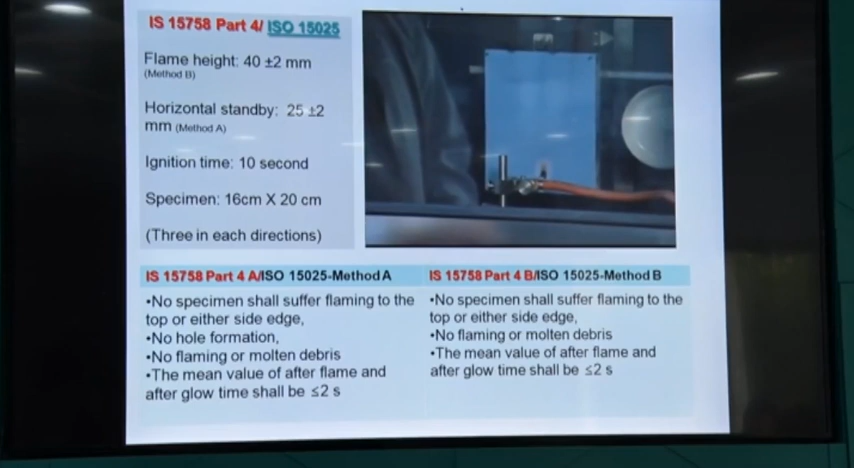 IS 15758 Part 4/ ISO 15025
Flame height: 40 ±2 mm
(Method B)
Horizontal standby: 25 ±2
mm (Method A)
Ignition time: 10 second
Specimen: 16cm X 20 cm
(Three in each directions)
IS 15758 Part 4 A/ISO 15025-Method A
•No specimen shall suffer flaming to the
top or either side edge,
•No hole formation,
•No flaming or molten debris
•The mean value of after flame and
after glow time shall be ≤2 s
IS 15758 Part 4 B/ISO 15025-Method B
•No specimen shall suffer flaming to the
top or either side edge,
•No flaming or molten debris
•The mean value of after flame and
after glow time shall be ≤2 s